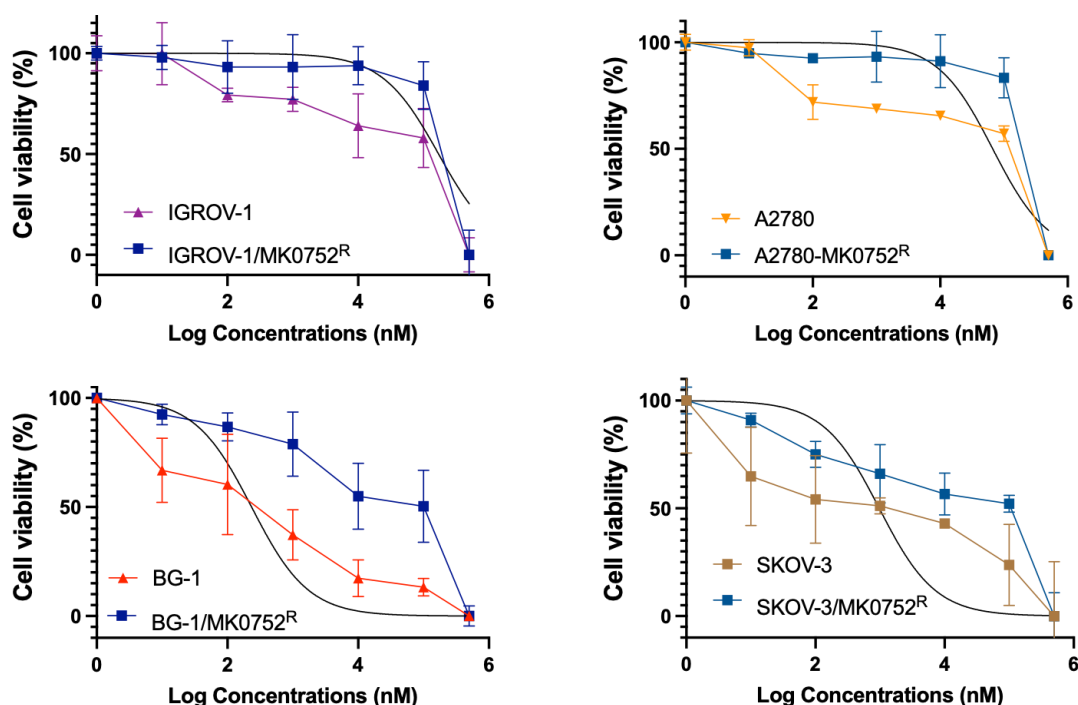 Cell viability (%)
100
50
0
IGROV-1
IGROV-1/MK0752ᴿ
0 2 4 6
Log Concentrations (nM)
Cell viability (%)
100
50
0
A2780
A2780-MK0752ᴿ
0 2 4 6
Log Concentrations (nM)
Cell viability (%)
100
50
0
BG-1
BG-1/MK0752ᴿ
0 2 4 6
Log Concentrations (nM)
Cell viability (%)
100
50
0
SKOV-3
SKOV-3/MK0752ᴿ
0 2 4 6
Log Concentrations (nM)